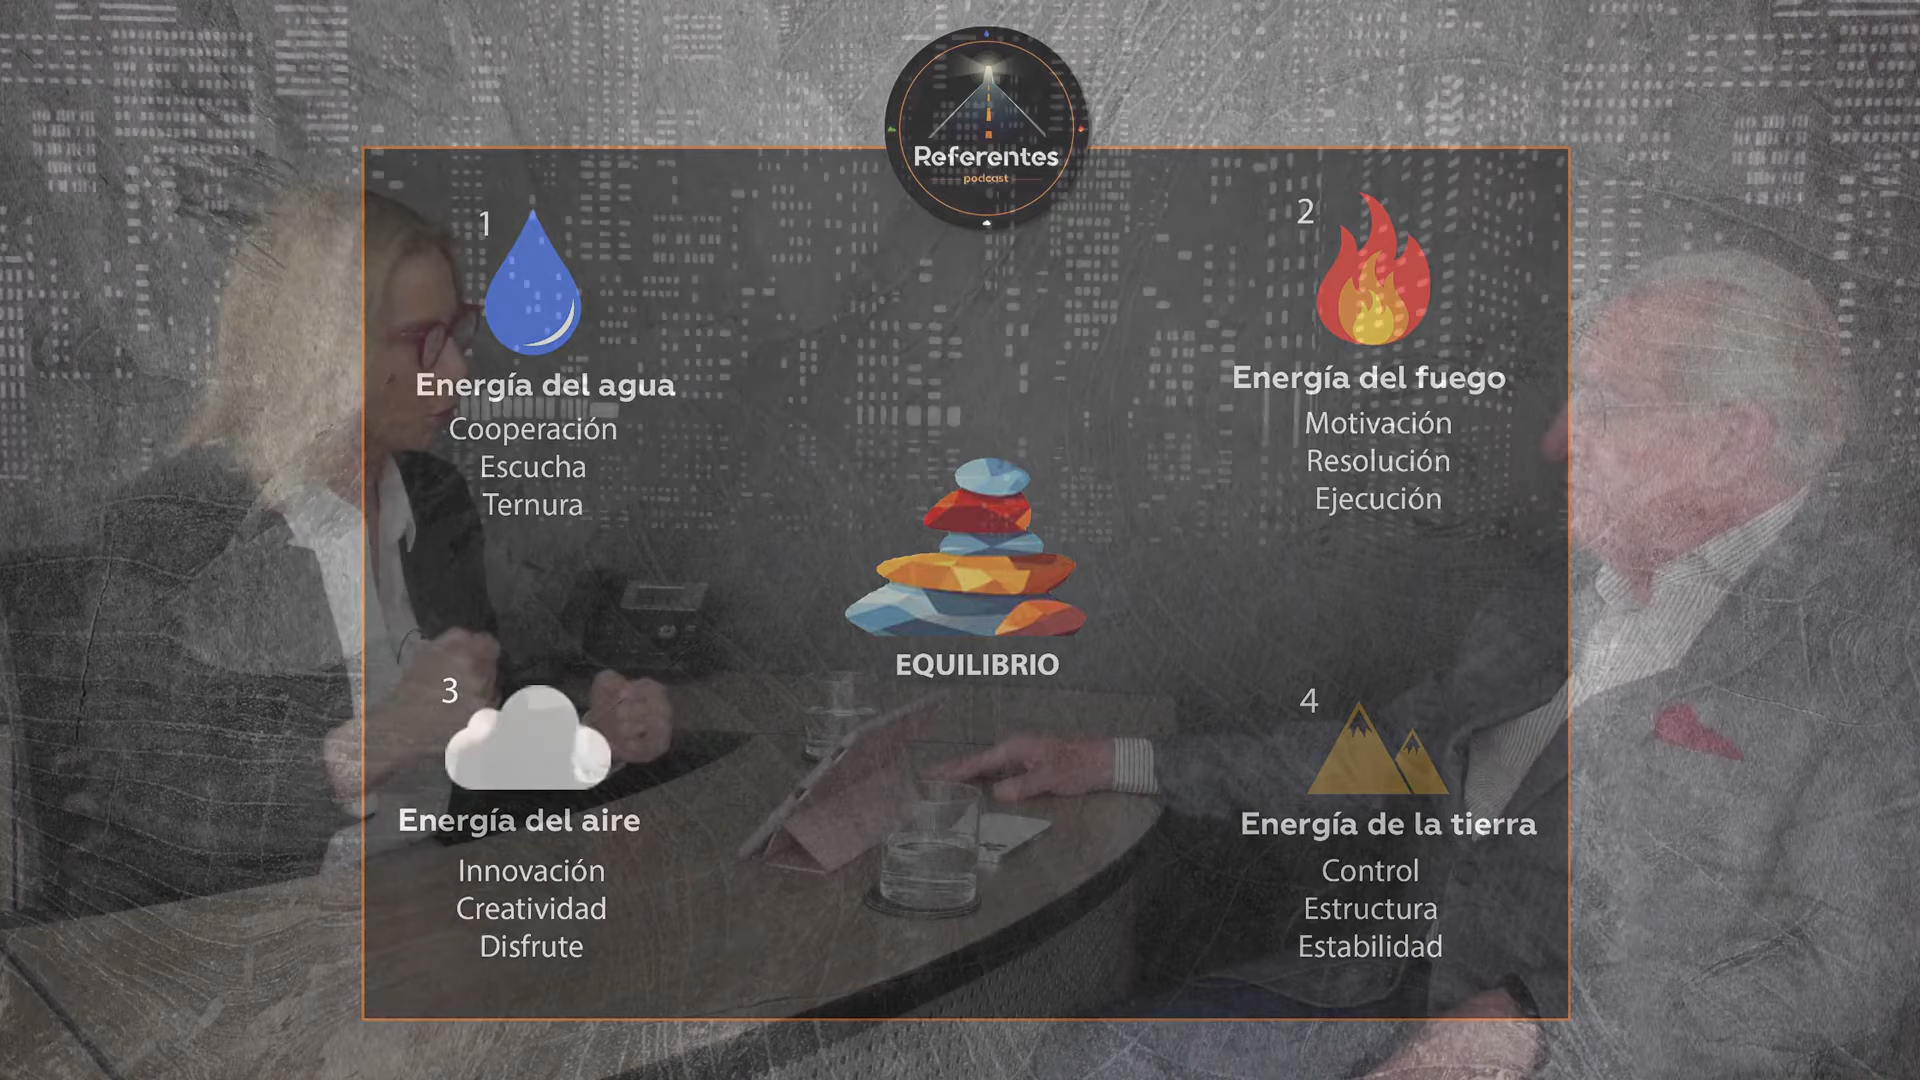 Referentes
podcast
1
Energía del agua
Cooperación
Escucha
Ternura
2
Energía del fuego
Motivación
Resolución
Ejecución
EQUILIBRIO
3
Energía del aire
Innovación
Creatividad
Disfrute
4
Energía de la tierra
Control
Estructura
Estabilidad